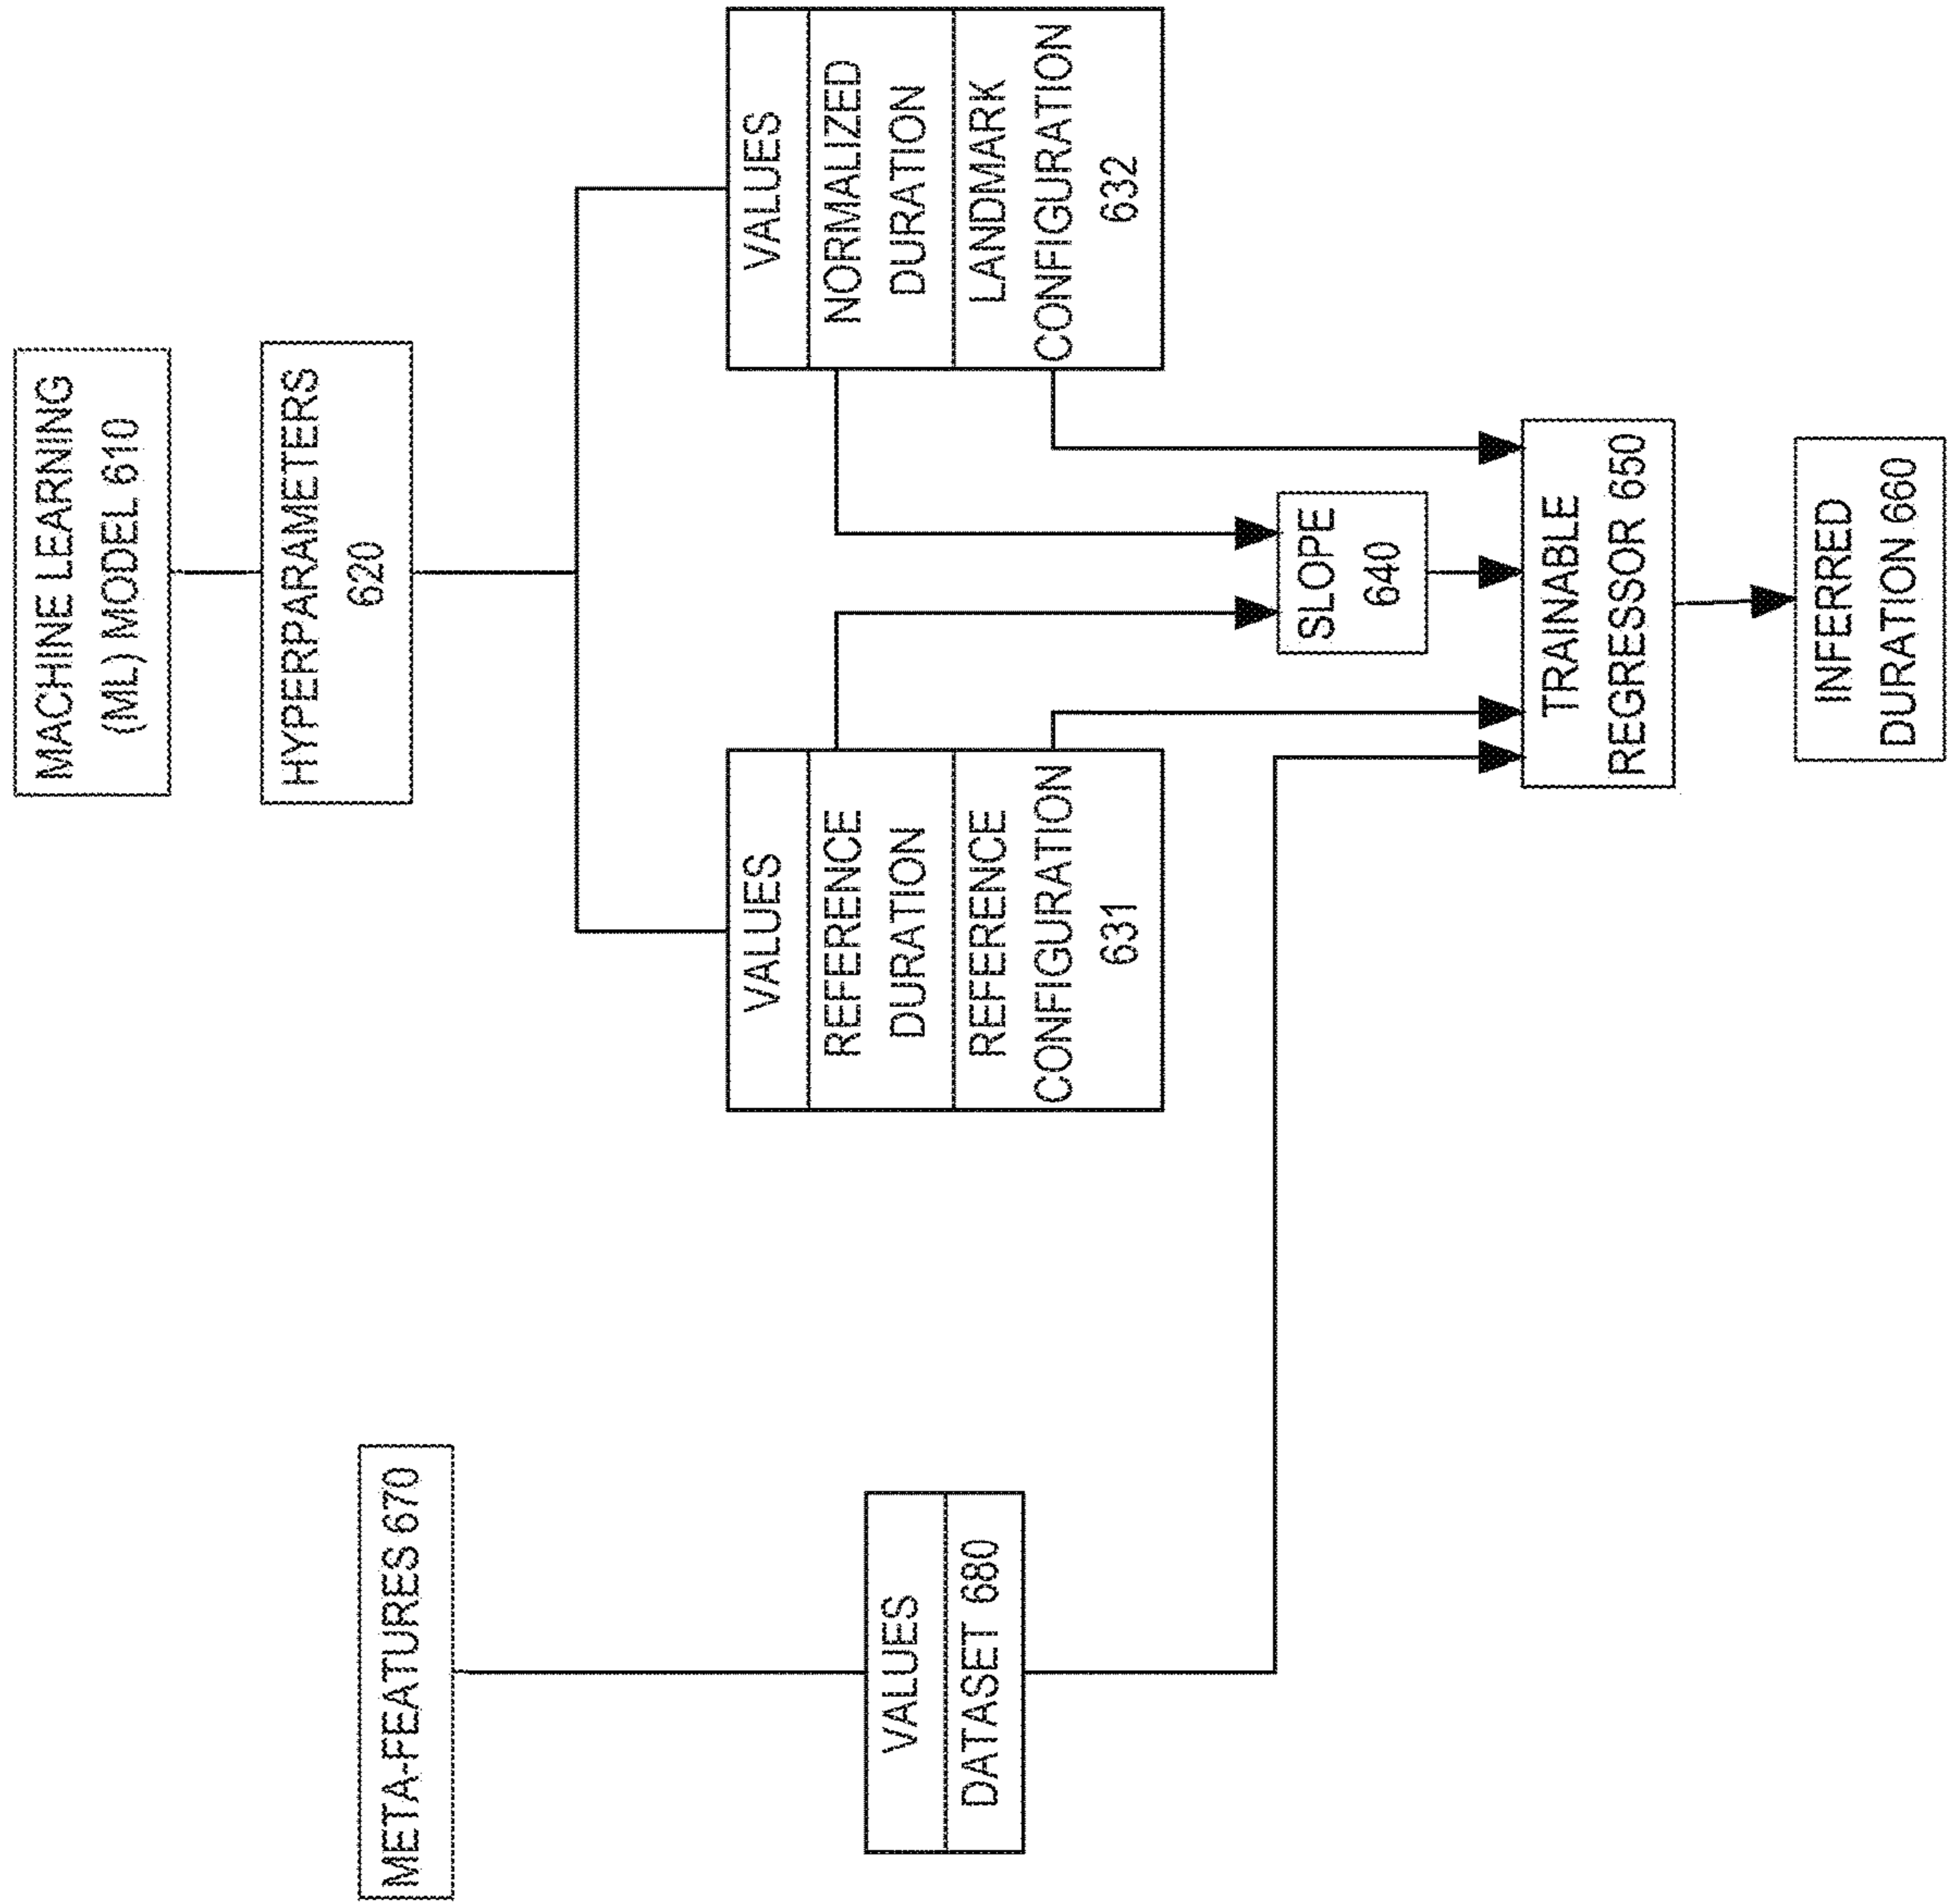 MACHINE LEARNING
(ML) MODEL 610
HYPERPARAMETERS
620
META-FEATURES 670
VALUES
DATASET 680
VALUES
REFERENCE
DURATION
REFERENCE
CONFIGURATION
631
VALUES
NORMALIZED
DURATION
LANDMARK
CONFIGURATION
632
SLOPE
640
TRAINABLE
REGRESSOR 650
INFERRED
DURATION 660